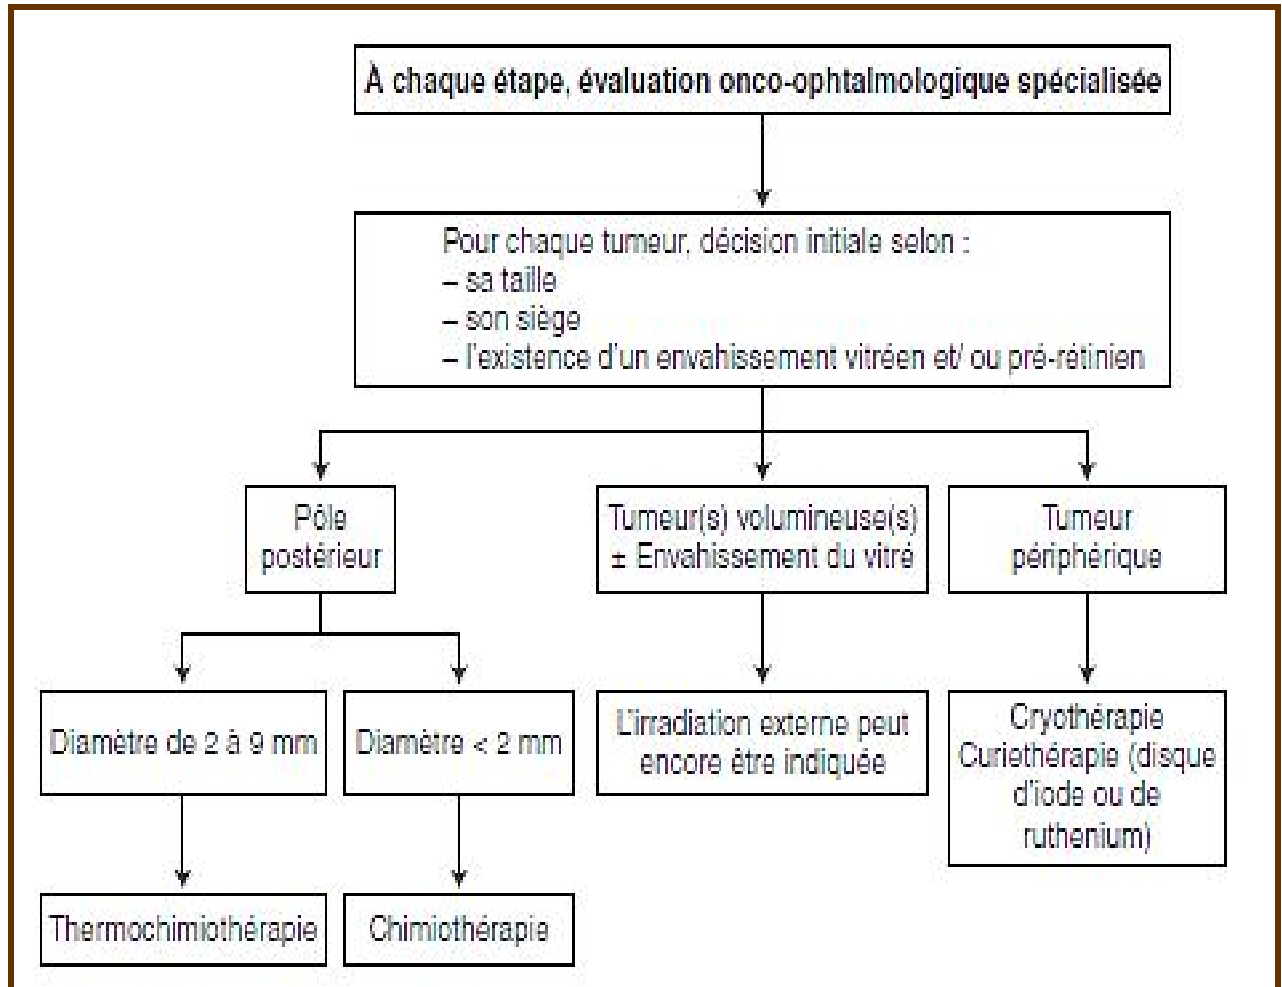 À chaque étape, évaluation onco-ophtalmologique spécialisée
Pour chaque tumeur, décision initiale selon :
– sa taille
– son siège
– l'existence d'un envahissement vitréen et/ ou pré-rétinien
Pôle
postérieur
Tumeur(s) volumineuse(s)
± Envahissement du vitré
Tumeur
périphérique
Diamètre de 2 à 9 mm
Diamètre < 2 mm
L'irradiation externe peut
encore être indiquée
Cryothérapie
Curiethérapie (disque
d'iode ou de
ruthenium)
Thermochimiothérapie
Chimiothérapie